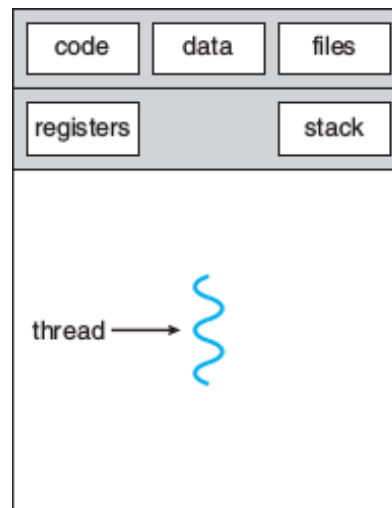 code data files
registers stack
thread